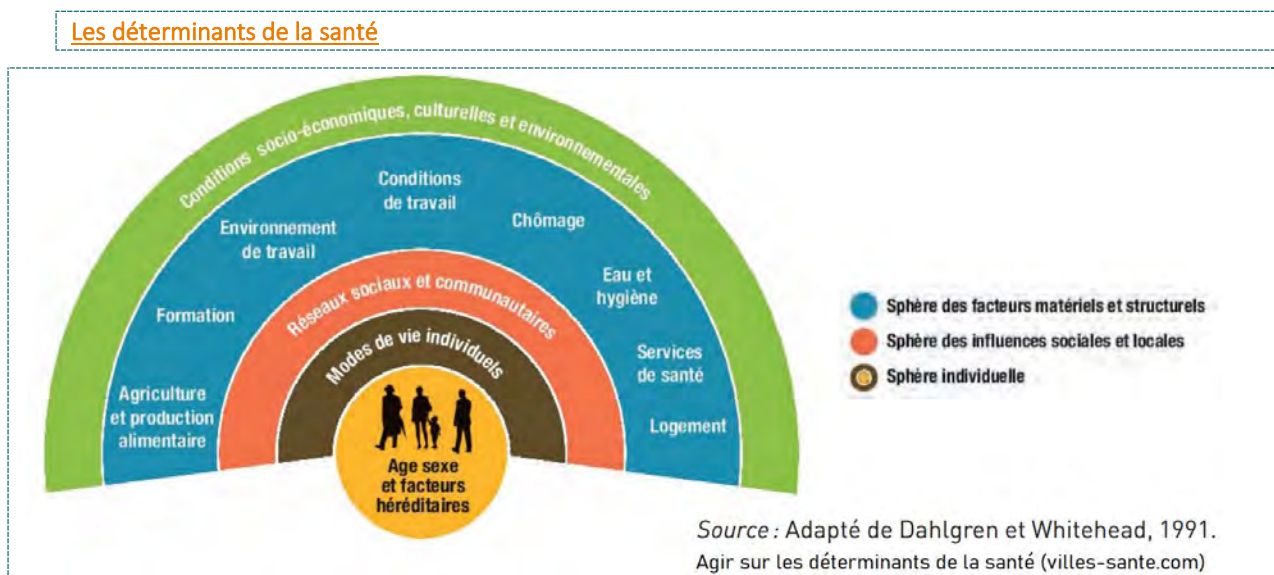 Les déterminants de la santé
Conditions socio-économiques, culturelles et environnementales
Conditions
de travail
Chômage
Environnement
de travail
Eau et
hygiène
Réseaux sociaux et communautaires
Formation
Modes de vie individuels
Services
de santé
Agriculture
et production
alimentaire
Logement
Age sexe
et facteurs
héréditaires
Sphère des facteurs matériels et structurels
Sphère des influences sociales et locales
Sphère individuelle
Source : Adapté de Dahlgren et Whitehead, 1991.
Agir sur les déterminants de la santé (villes-sante.com)